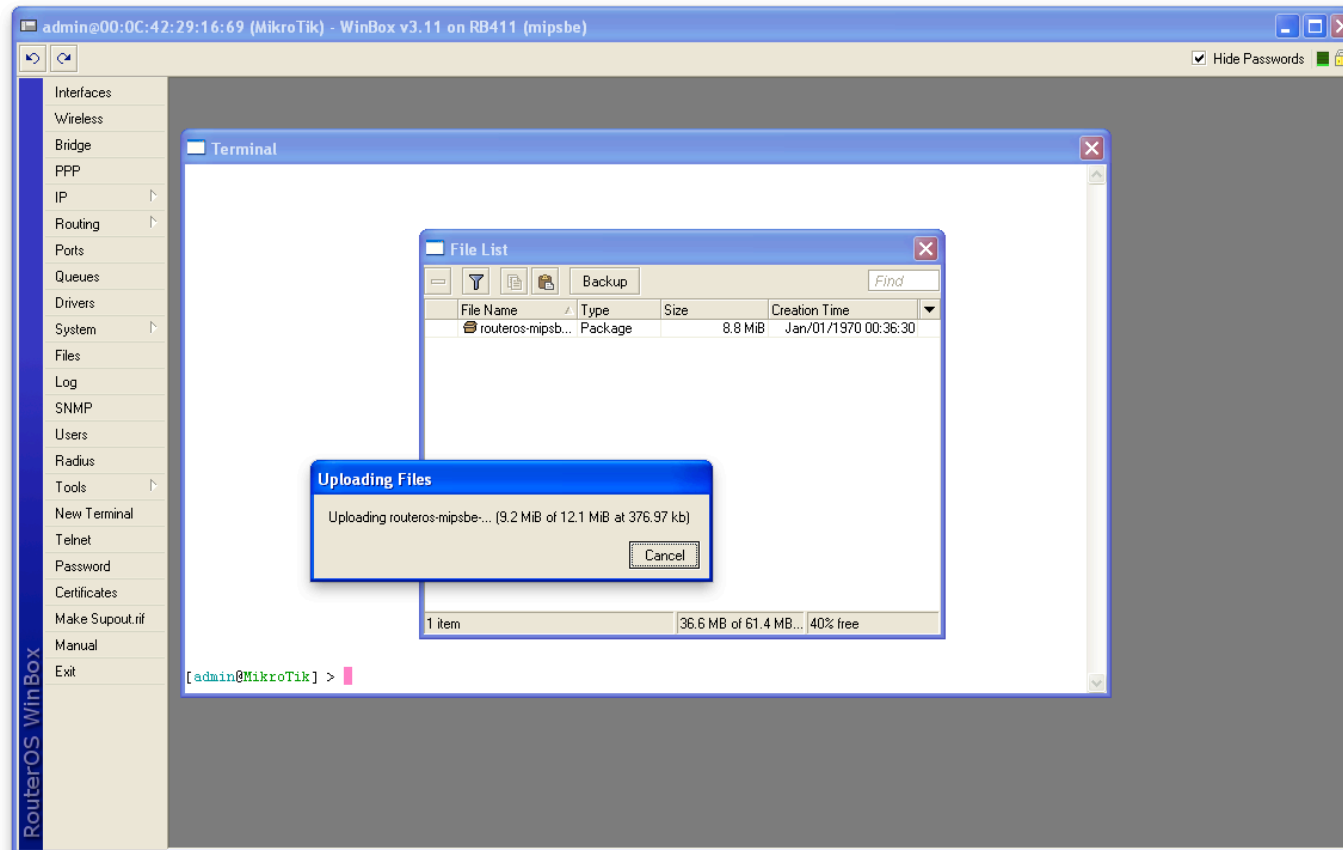 admin@00:0C:42:29:16:69 (MikroTik) - WinBox v3.11 on RB411 (mipsbe)
Hide Passwords
Interfaces
Wireless
Bridge
PPP
IP
Routing
Ports
Queues
Drivers
System
Files
Log
SNMP
Users
Radius
Tools
New Terminal
Telnet
Password
Certificates
Make Supout.rif
Manual
Exit
RouterOS WinBox
Terminal
File List
Backup
Find
File Name Type Size Creation Time
routeros-mipsb... Package 8.8 MiB Jan/01/1970 00:36:30
Uploading Files
Uploading routeros-mipsbe-... (9.2 MiB of 12.1 MiB at 376.97 kb)
Cancel
1 item 36.6 MB of 61.4 MB... 40% free
[admin@MikroTik] >